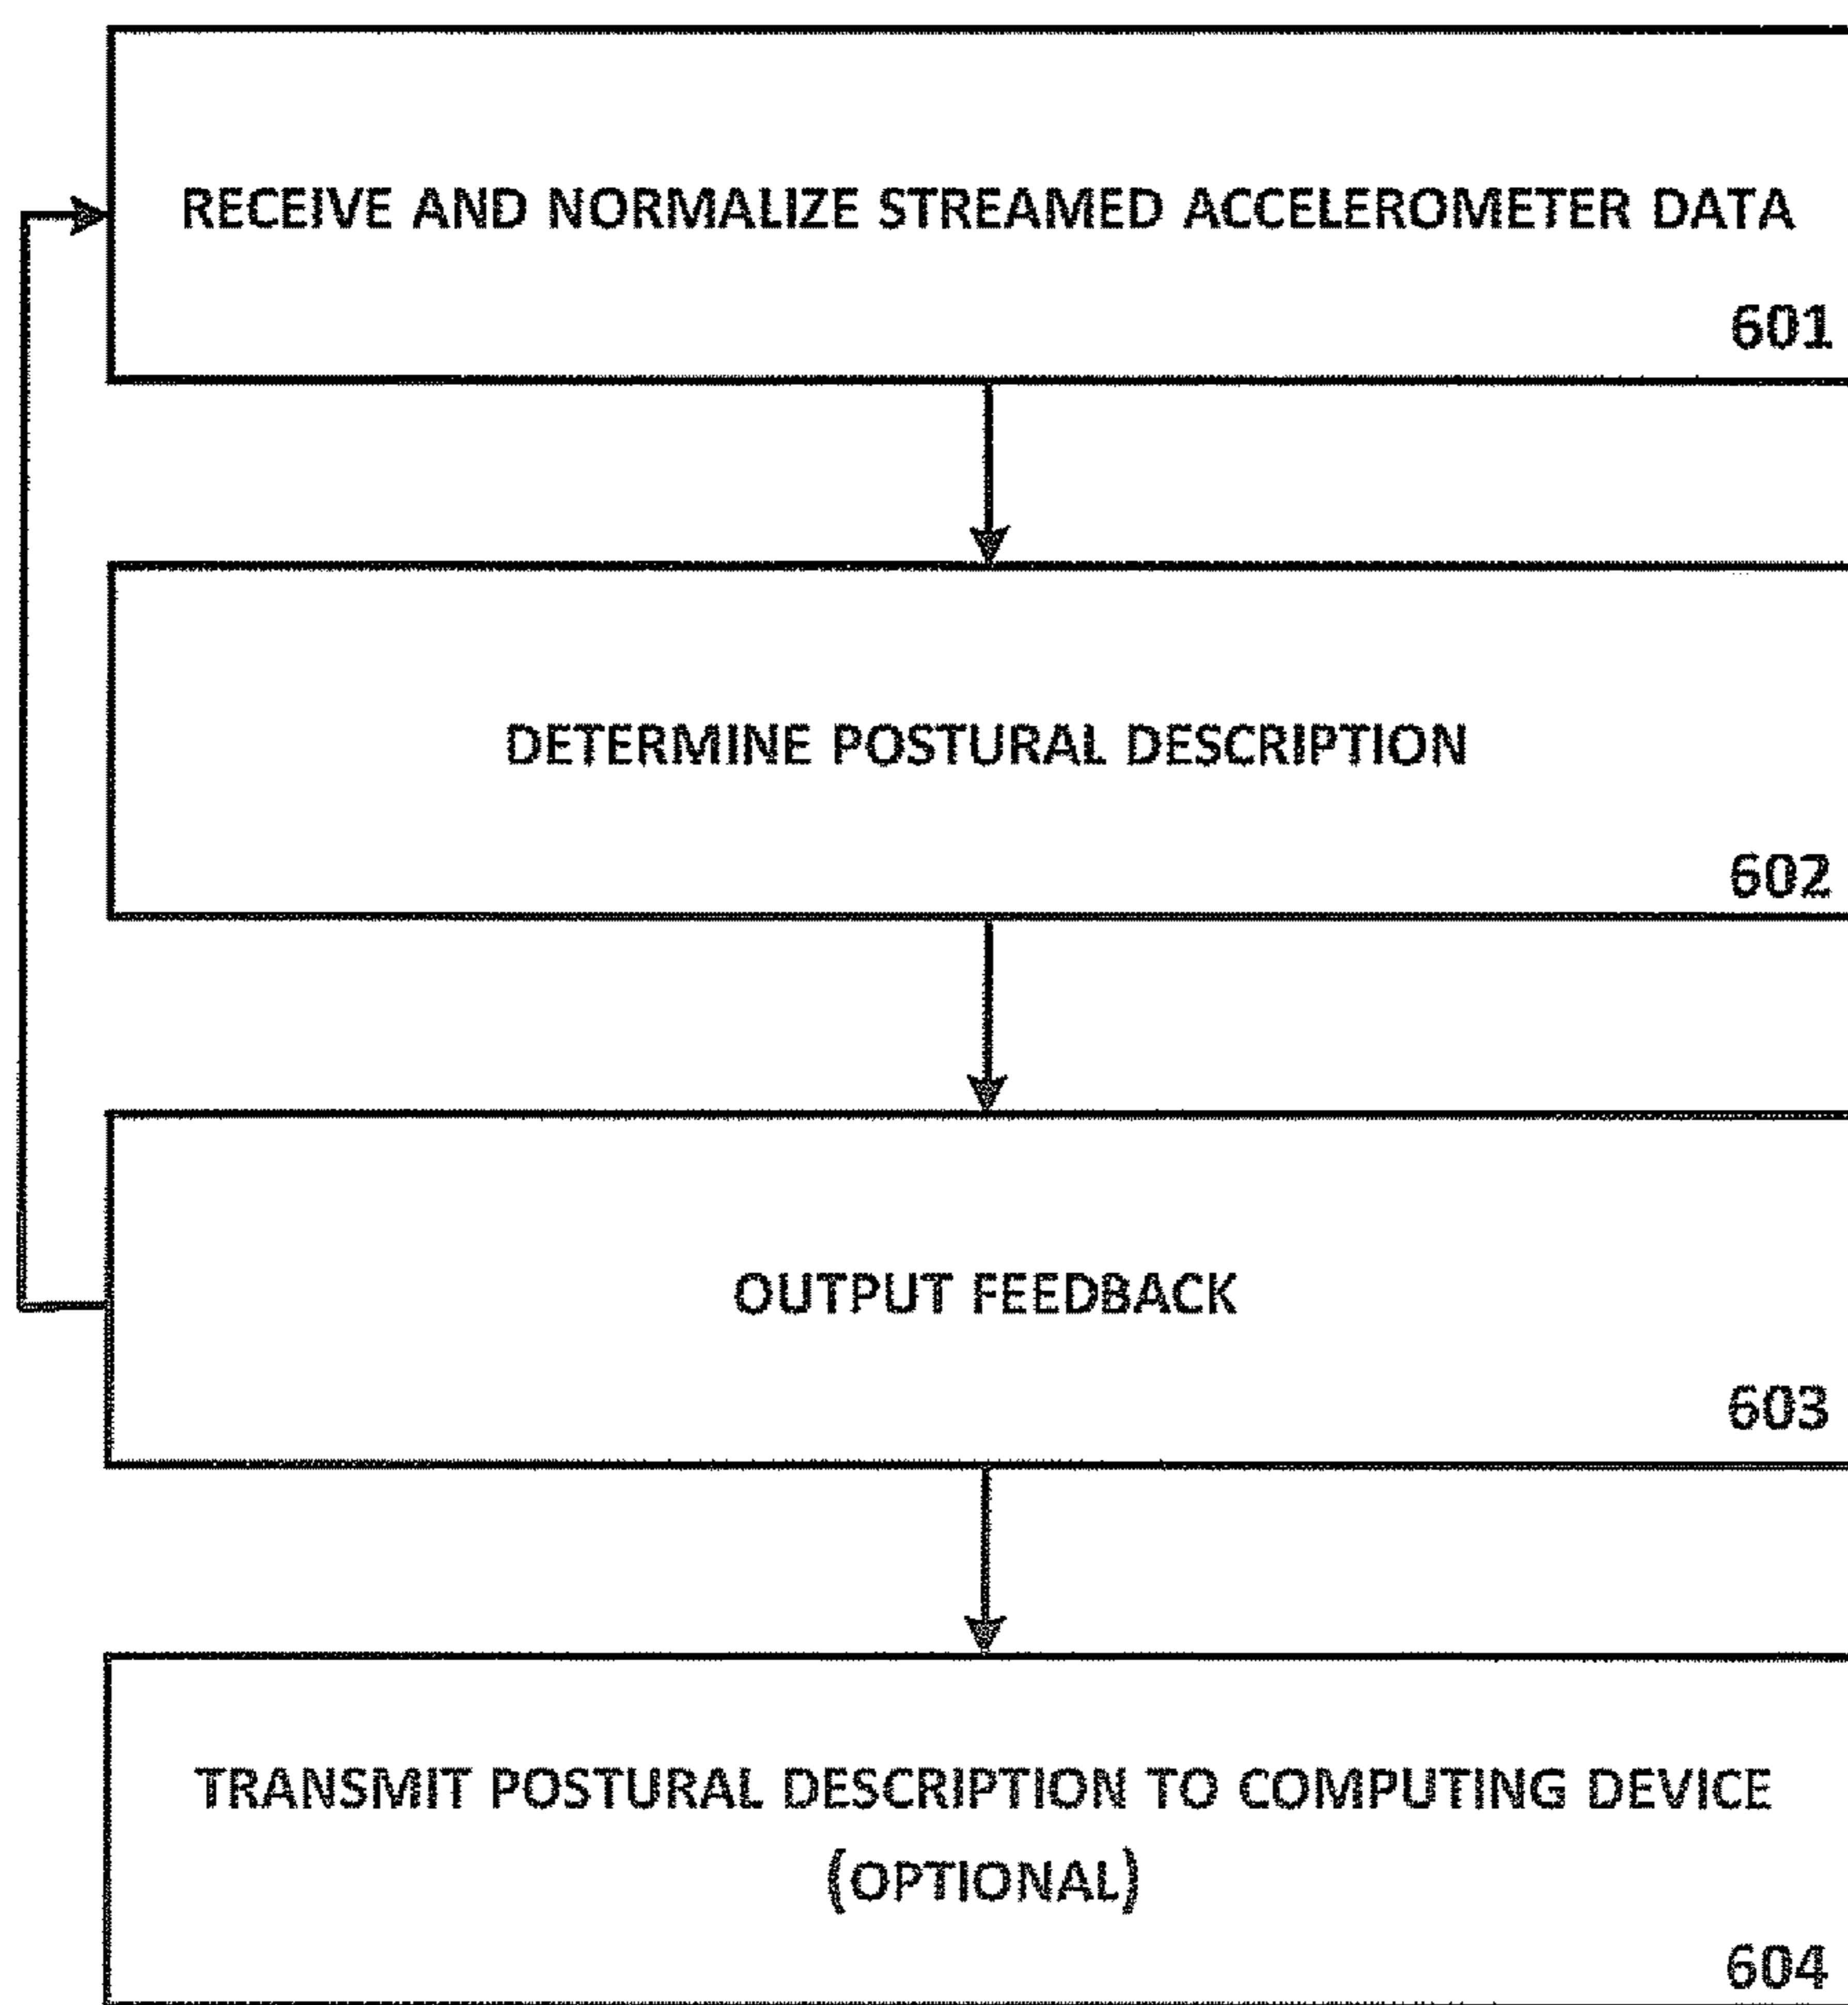 RECEIVE AND NORMALIZE STREAMED ACCELEROMETER DATA
601
DETERMINE POSTURAL DESCRIPTION
602
OUTPUT FEEDBACK
603
TRANSMIT POSTURAL DESCRIPTION TO COMPUTING DEVICE
(OPTIONAL)
604